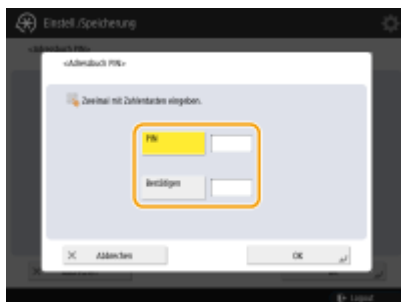 Einstell./Speicherung
<Adressbuch PIN>
<Adressbuch PIN>
Zweimal mit Zahlentasten eingeben.
PIN
Bestätigen
Abbrechen
OK
Logout